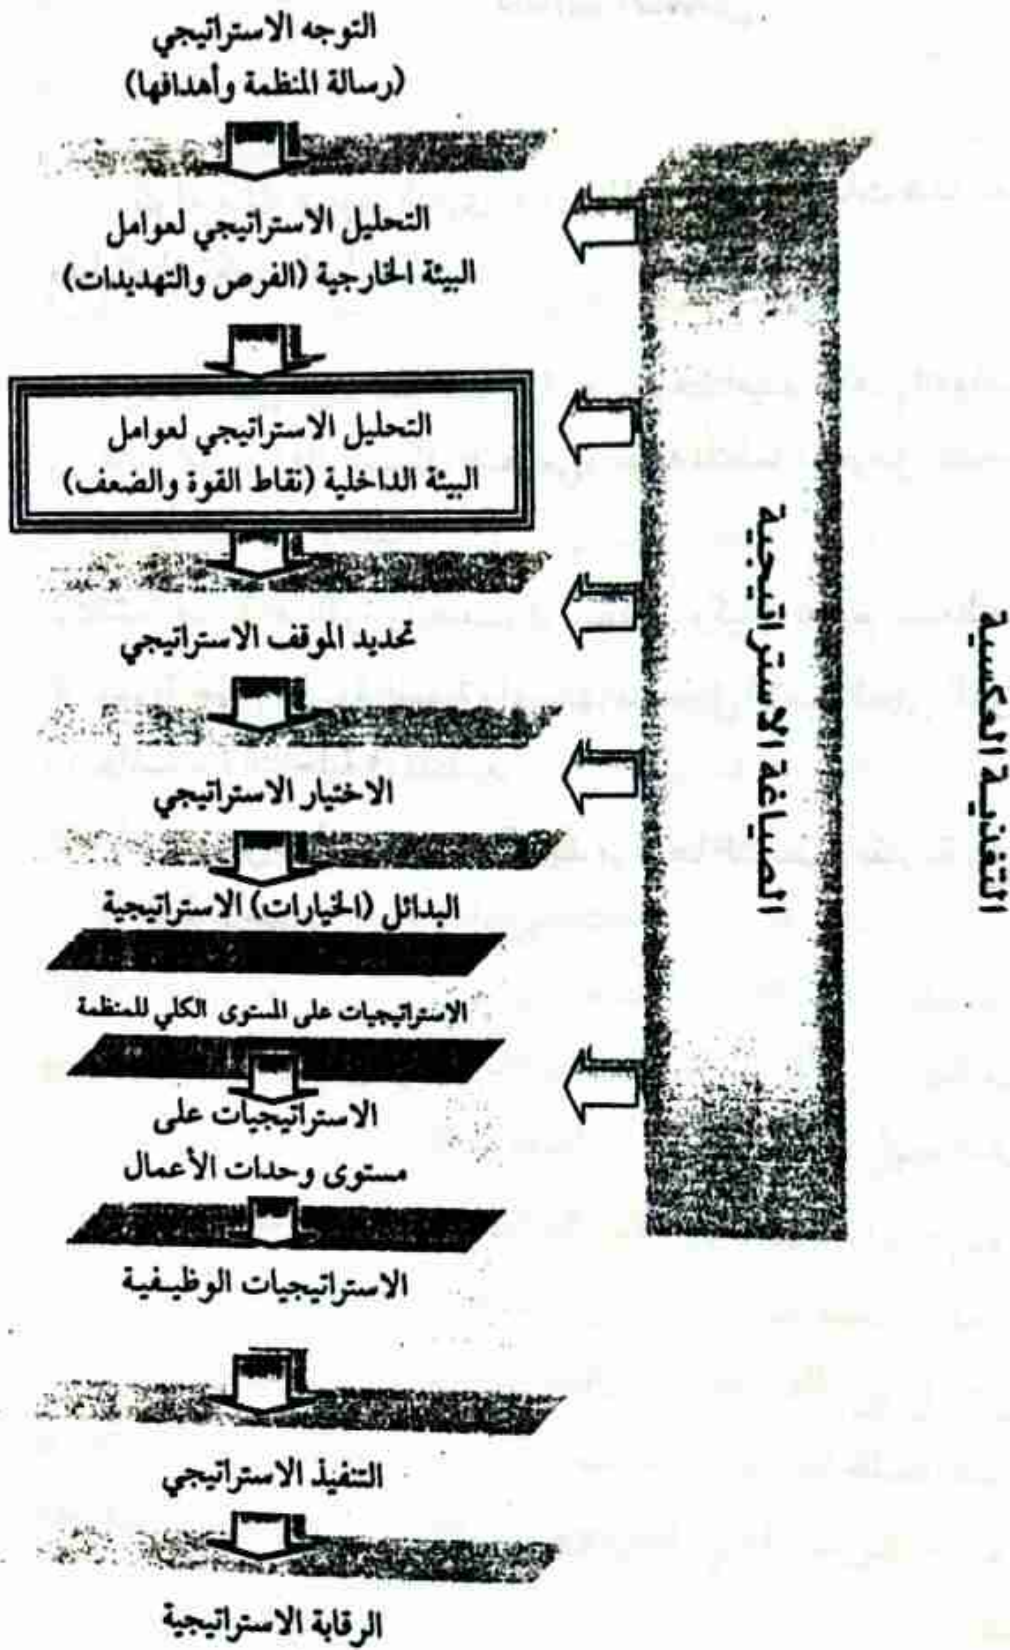 التوجه الاستراتيجي
(رسالة المنظمة وأهدافها)
التحليل الاستراتيجي لعوامل
البيئة الخارجية (الفرص والتهديدات)
التحليل الاستراتيجي لعوامل
البيئة الداخلية (نقاط القوة والضعف)
تحديد الموقف الاستراتيجي
الاختيار الاستراتيجي
البدائل (الخيارات) الاستراتيجية
الاستراتيجيات على المستوى الكلي للمنظمة
الاستراتيجيات على
مستوى وحدات الأعمال
الاستراتيجيات الوظيفية
التنفيذ الاستراتيجي
الرقابة الاستراتيجية
الصياغة الاستراتيجية
التغذية العكسية